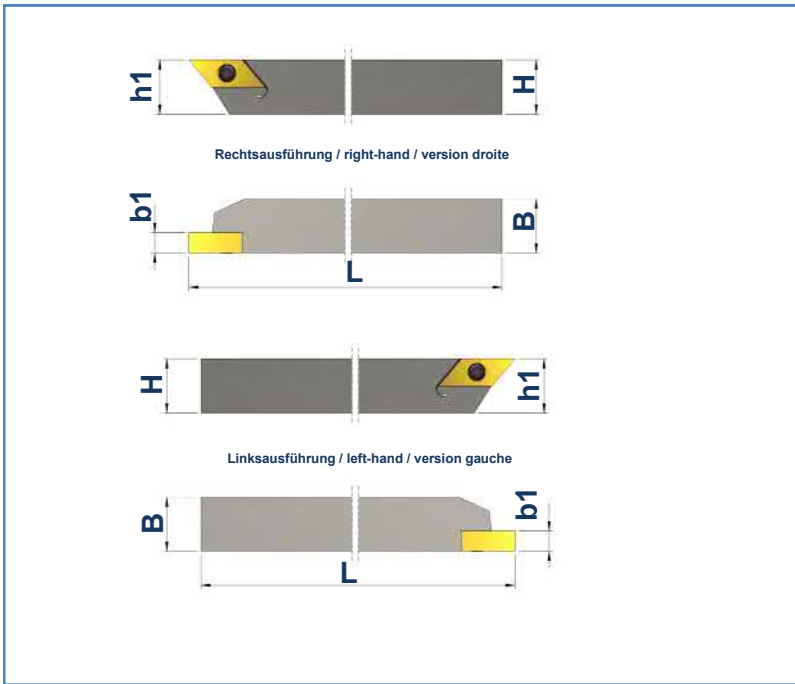 h1
H
Rechtsausführung / right-hand / version droite
b1
B
L
H
h1
Linksausführung / left-hand / version gauche
B
b1
L